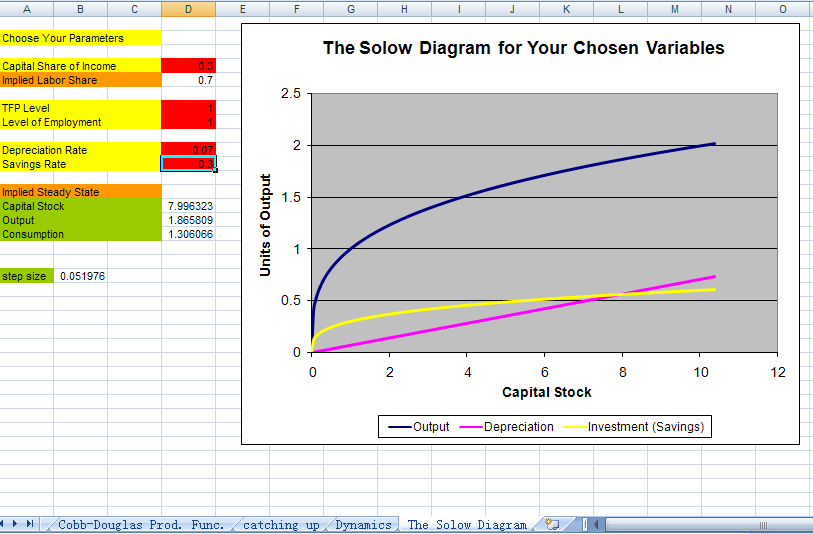 A B C D E F G H I J K L M N O
Choose Your Parameters
Capital Share of Income 0.3
Implied Labor Share 0.7
TFP Level 1
Level of Employment 1
Depreciation Rate 0.07
Savings Rate 0.3
Implied Steady State
Capital Stock 7.996323
Output 1.865809
Consumption 1.306066
step size 0.051976
The Solow Diagram for Your Chosen Variables
Units of Output
2.5
2
1.5
1
0.5
0
0 2 4 6 8 10 12
Capital Stock
Output Depreciation Investment (Savings)
Cobb-Douglas Prod. Func. catching up Dynamics The Solow Diagram